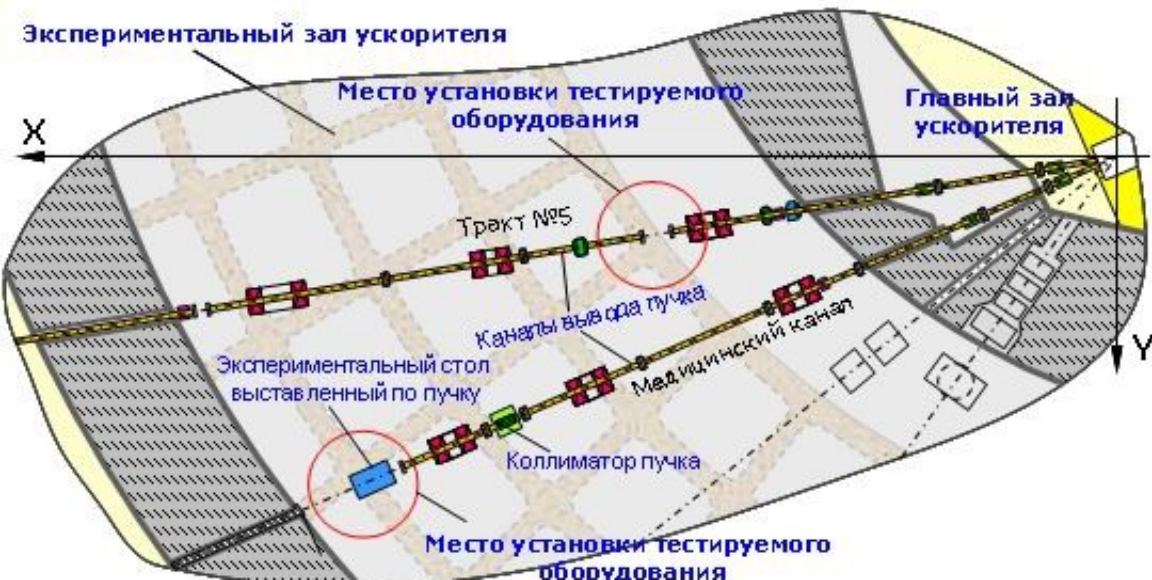 Экспериментальный зал ускорителя
Место установки тестируемого
оборудования
Главный зал
ускорителя
X
Тракт №5
Каналы вывода пучка
Y
Экспериментальный стол
выставленный по пучку
Медицинский канал
Коллиматор пучка
Место установки тестируемого
оборудования